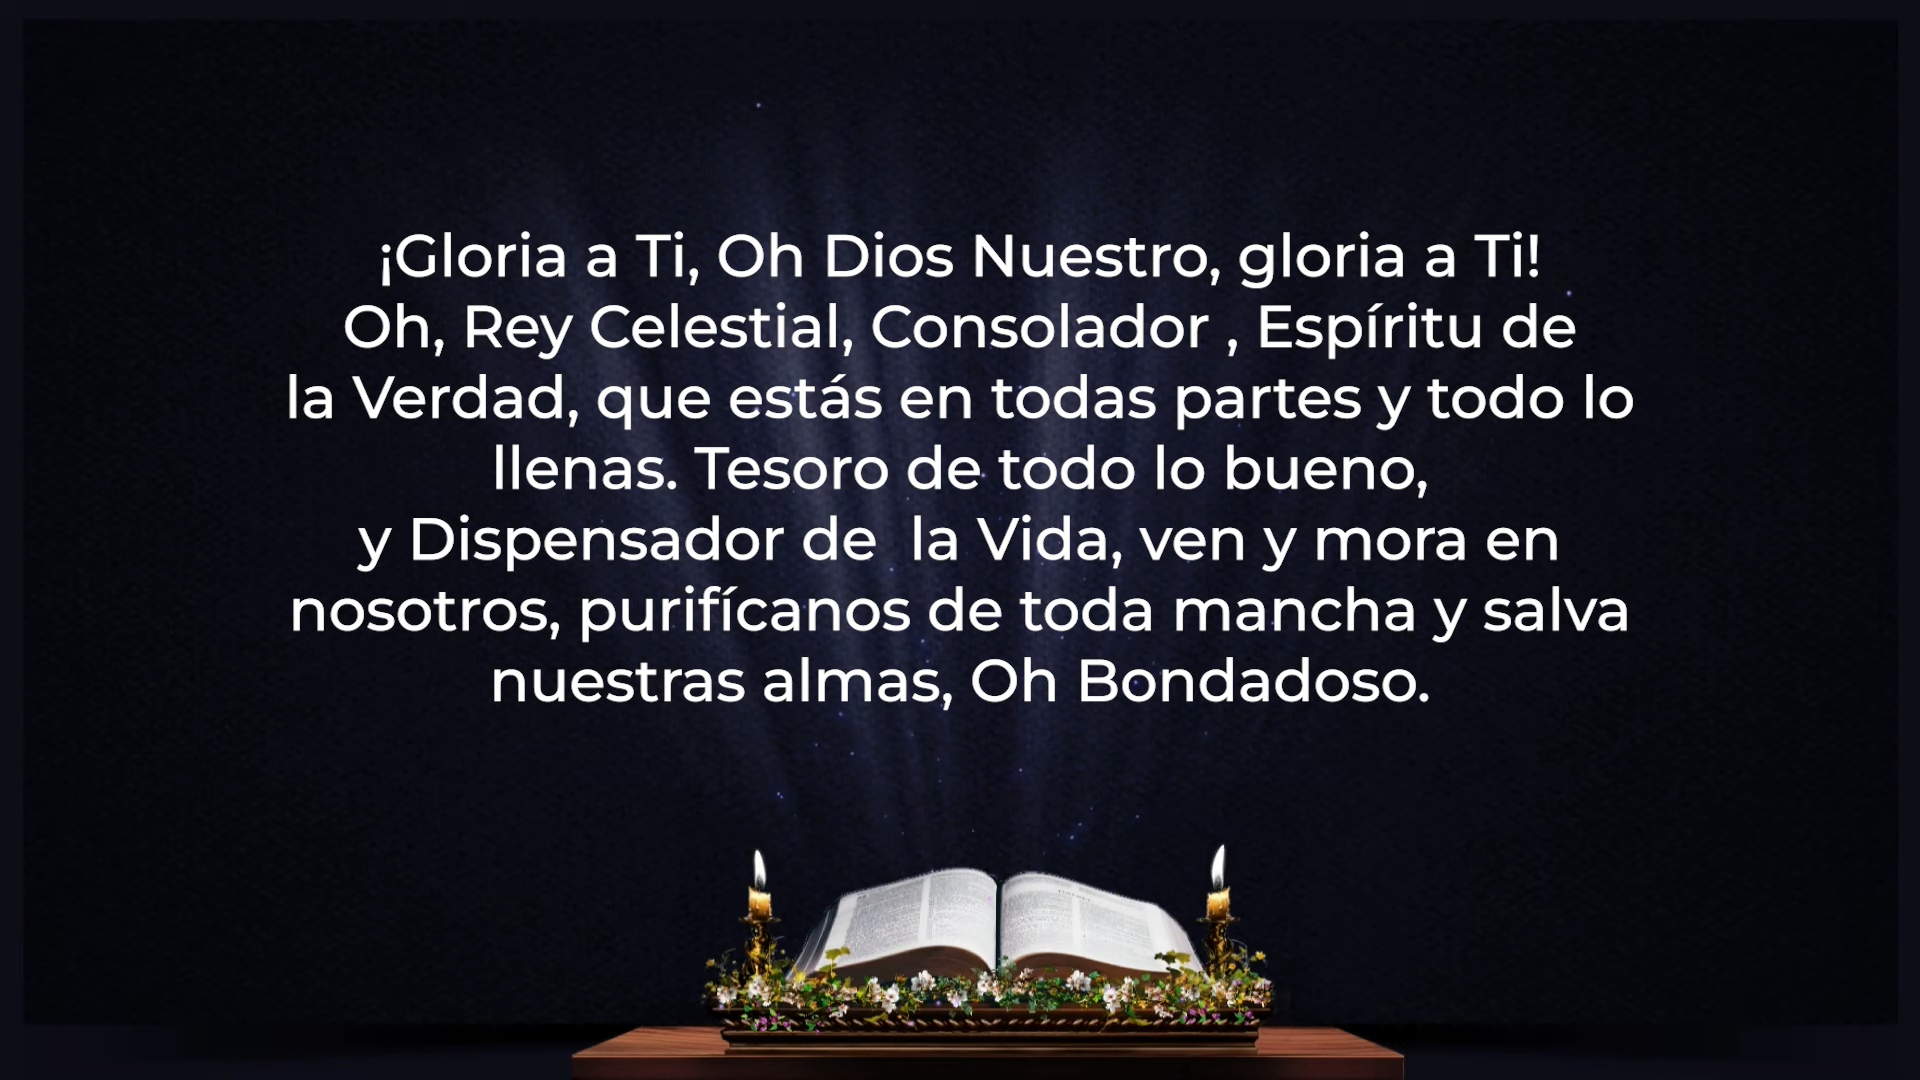 ¡Gloria a Ti, Oh Dios Nuestro, gloria a Ti!
Oh, Rey Celestial, Consolador , Espíritu de
la Verdad, que estás en todas partes y todo lo
llenas. Tesoro de todo lo bueno,
y Dispensador de  la Vida, ven y mora en
nosotros, purifícanos de toda mancha y salva
nuestras almas, Oh Bondadoso.